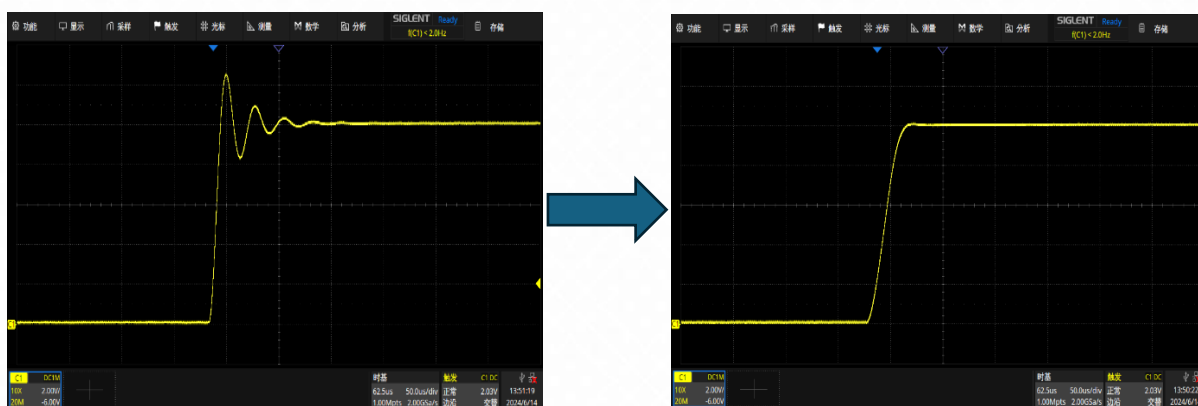 功能 显示 采样 触发 光标 测量 数学 分析 SIGLENT Ready 存储
f(C1) < 2.0Hz
C1
C1 DC1M
10X 2.00V/
20M -6.00V
时基
62.5us 50.0us/div
1.00Mpts 2.00GSa/s
触发 C1 DC
正常 2.03V
边沿 交替
13:51:19
2024/6/14
功能 显示 采样 触发 光标 测量 数学 分析 SIGLENT Ready 存储
f(C1) < 2.0Hz
C1
C1 DC1M
10X 2.00V/
20M -6.00V
时基
62.5us 50.0us/div
1.00Mpts 2.00GSa/s
触发 C1 DC
正常 2.03V
边沿 交替
13:50:22
2024/6/1